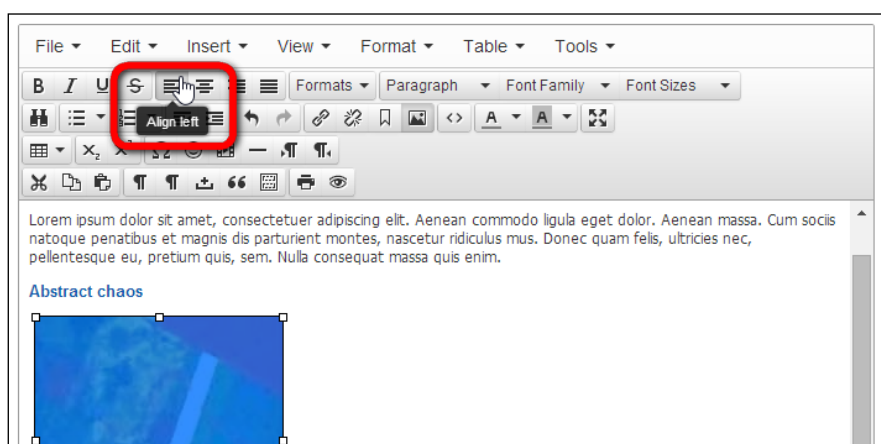 File Edit Insert View Format Table Tools
B I U S Formats Paragraph Font Family Font Sizes
Align left A A
X₂
Lorem ipsum dolor sit amet, consectetuer adipiscing elit. Aenean commodo ligula eget dolor. Aenean massa. Cum sociis
natoque penatibus et magnis dis parturient montes, nascetur ridiculus mus. Donec quam felis, ultricies nec,
pellentesque eu, pretium quis, sem. Nulla consequat massa quis enim.
Abstract chaos